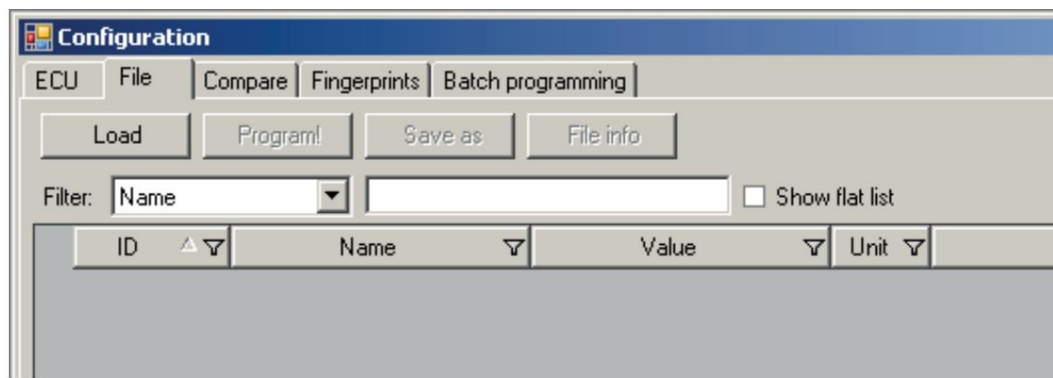 Configuration
ECU File Compare Fingerprints Batch programming
Load Program! Save as File info
Filter: Name Show flat list
ID Name Value Unit